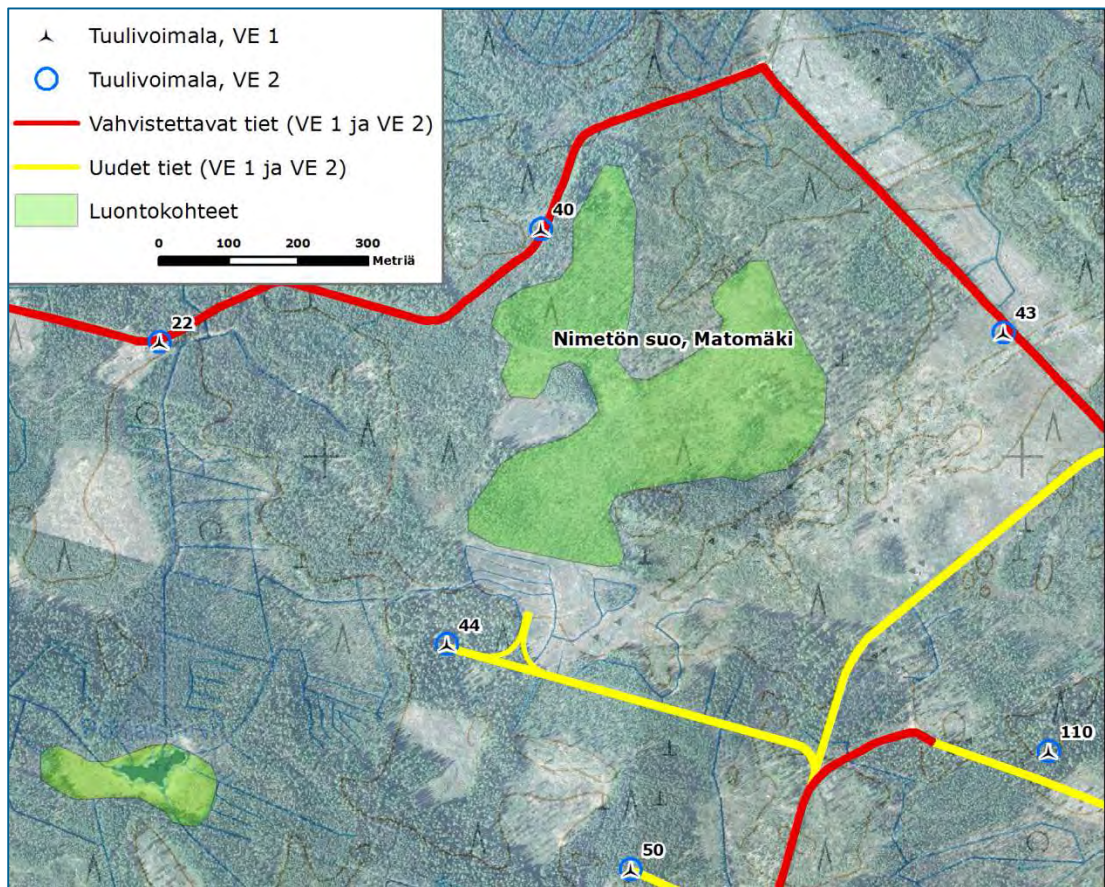 Tuulivoimala, VE 1
Tuulivoimala, VE 2
Vahvistettavat tiet (VE 1 ja VE 2)
Uudet tiet (VE 1 ja VE 2)
Luontokohteet
0 100 200 300
Metriä
40
22
43
Nimetön suo, Matomäki
44
110
50